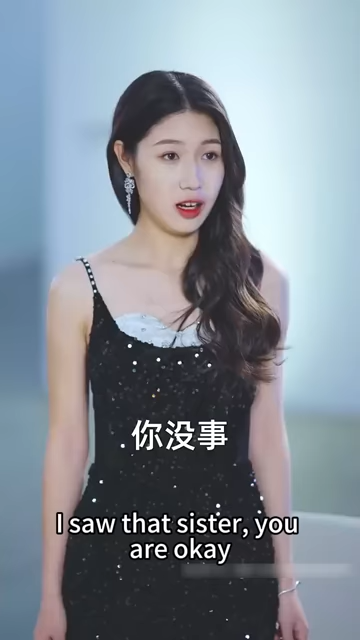 你没事
I saw that sister, you
are okay